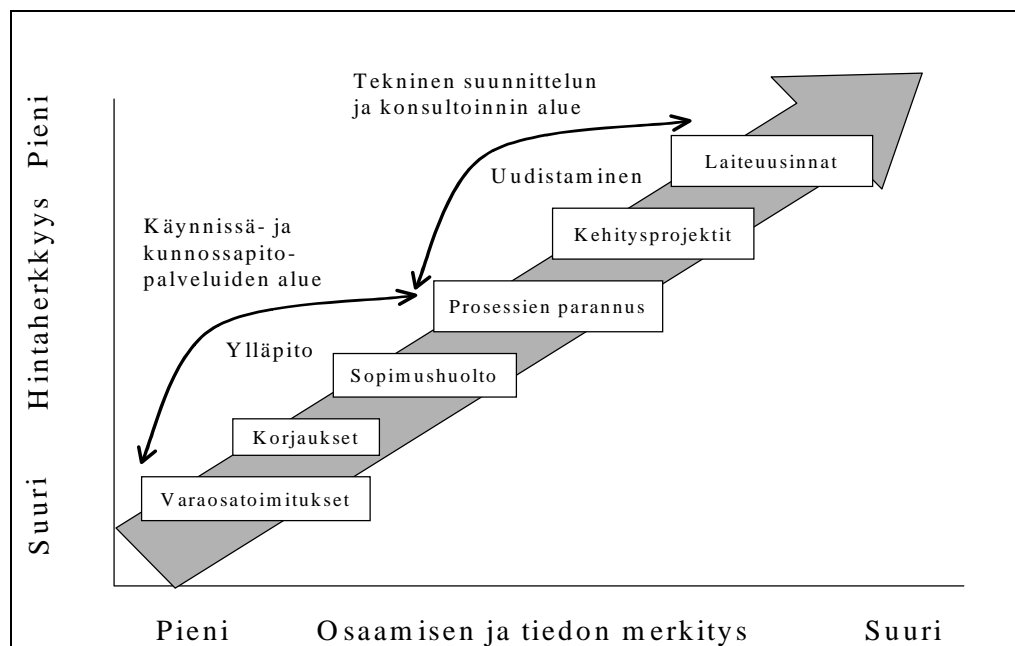 Tekninen suunnittelun
ja konsultoinnin alue
Laiteuusinnat
Uudistaminen
Kehitysprojektit
Käynnissä- ja
kunnossapito-
palveluiden alue
Prosessien parannus
Ylläpito
Sopimushuolto
Korjaukset
Varaosatoimitukset
Suuri Hintaherkkyys Pieni
Pieni Osaamisen ja tiedon merkitys Suuri